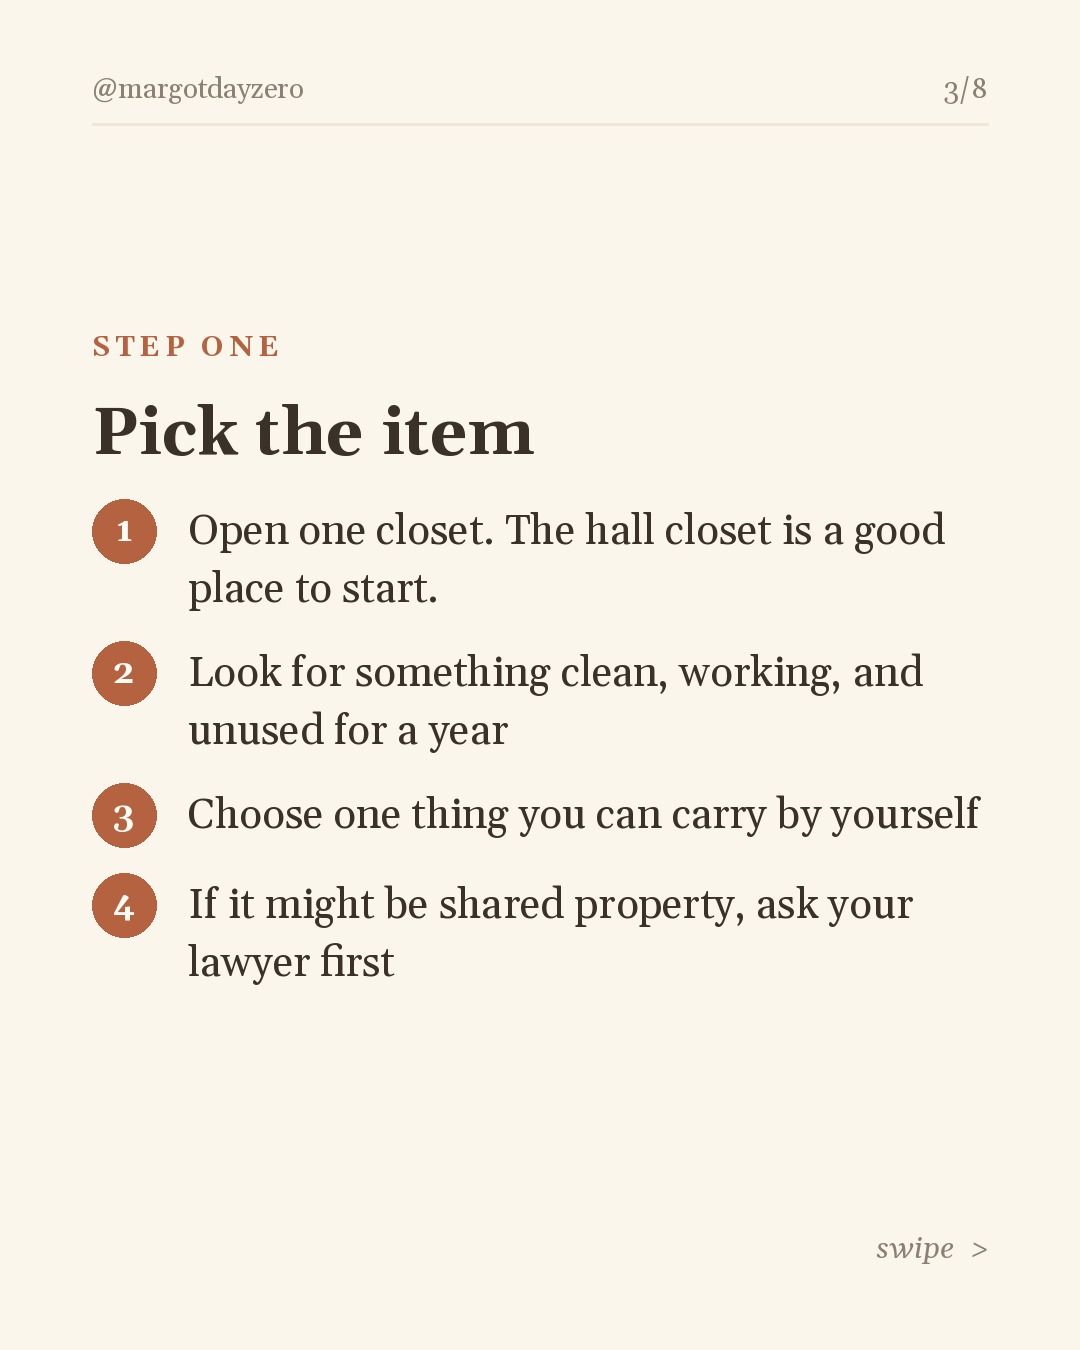 @margotdayzero 3/8
STEP ONE
Pick the item
1 Open one closet. The hall closet is a good
place to start.
2 Look for something clean, working, and
unused for a year
3 Choose one thing you can carry by yourself
4 If it might be shared property, ask your
lawyer first
swipe >